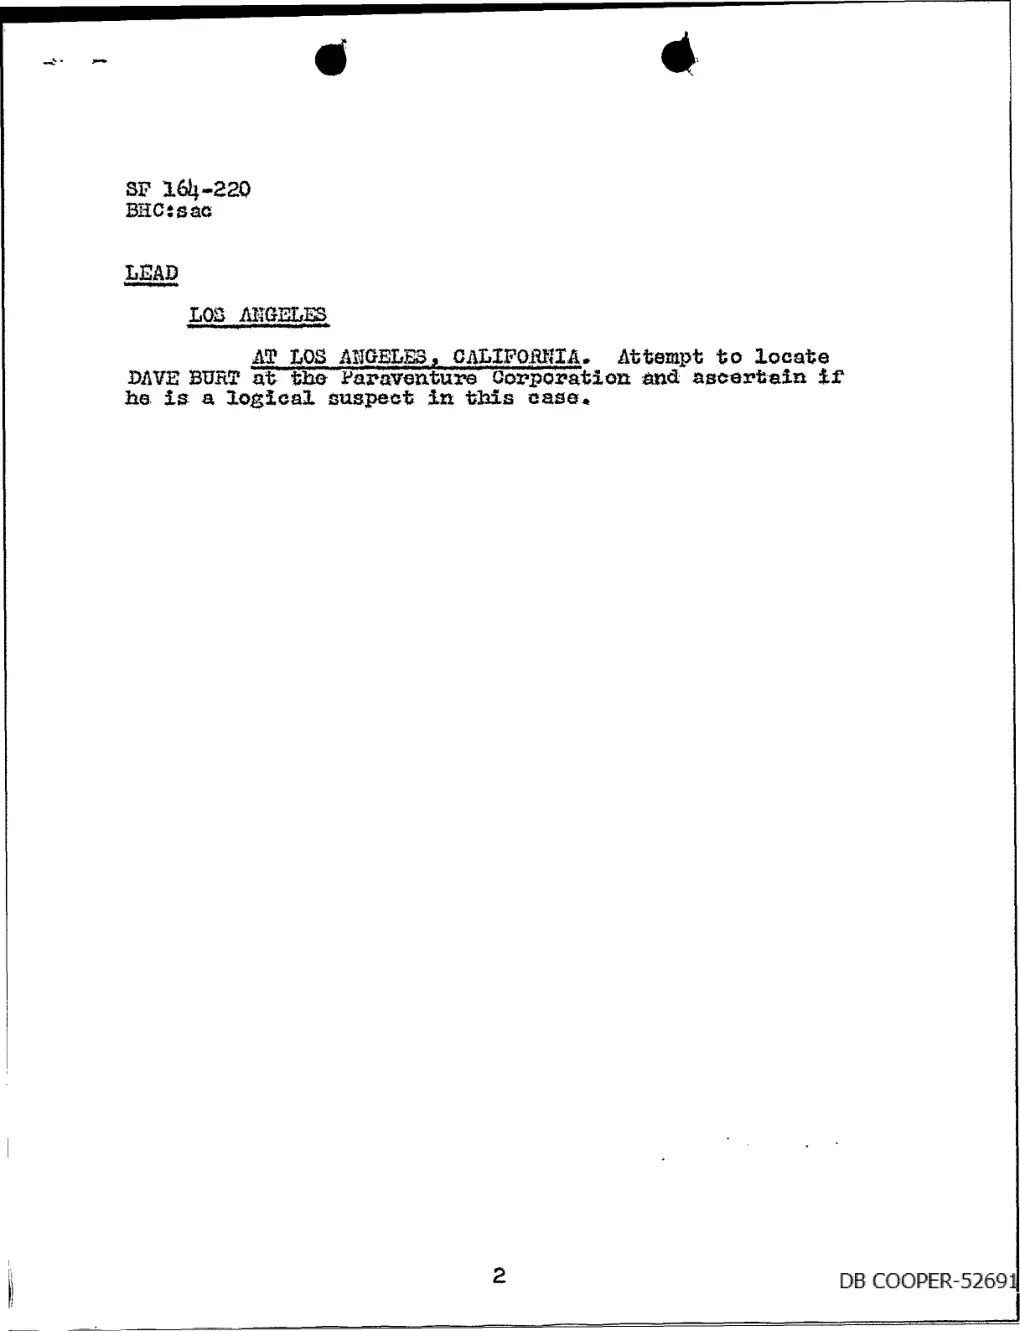 SF 164-220
BHC:sac
LEAD
LOS ANGELES
AT LOS ANGELES, CALIFORNIA. Attempt to locate
DAVE BURT at the Paraventure Corporation and ascertain if
he is a logical suspect in this case.
2
DB COOPER-52691